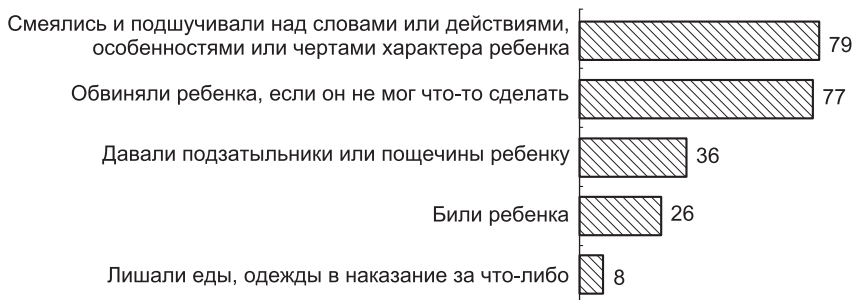 Смеялись и подшучивали над словами или действиями,
особенностями или чертами характера ребенка
79
Обвиняли ребенка, если он не мог что-то сделать
77
Давали подзатыльники или пощечины ребенку
36
Били ребенка
26
Лишали еды, одежды в наказание за что-либо
8